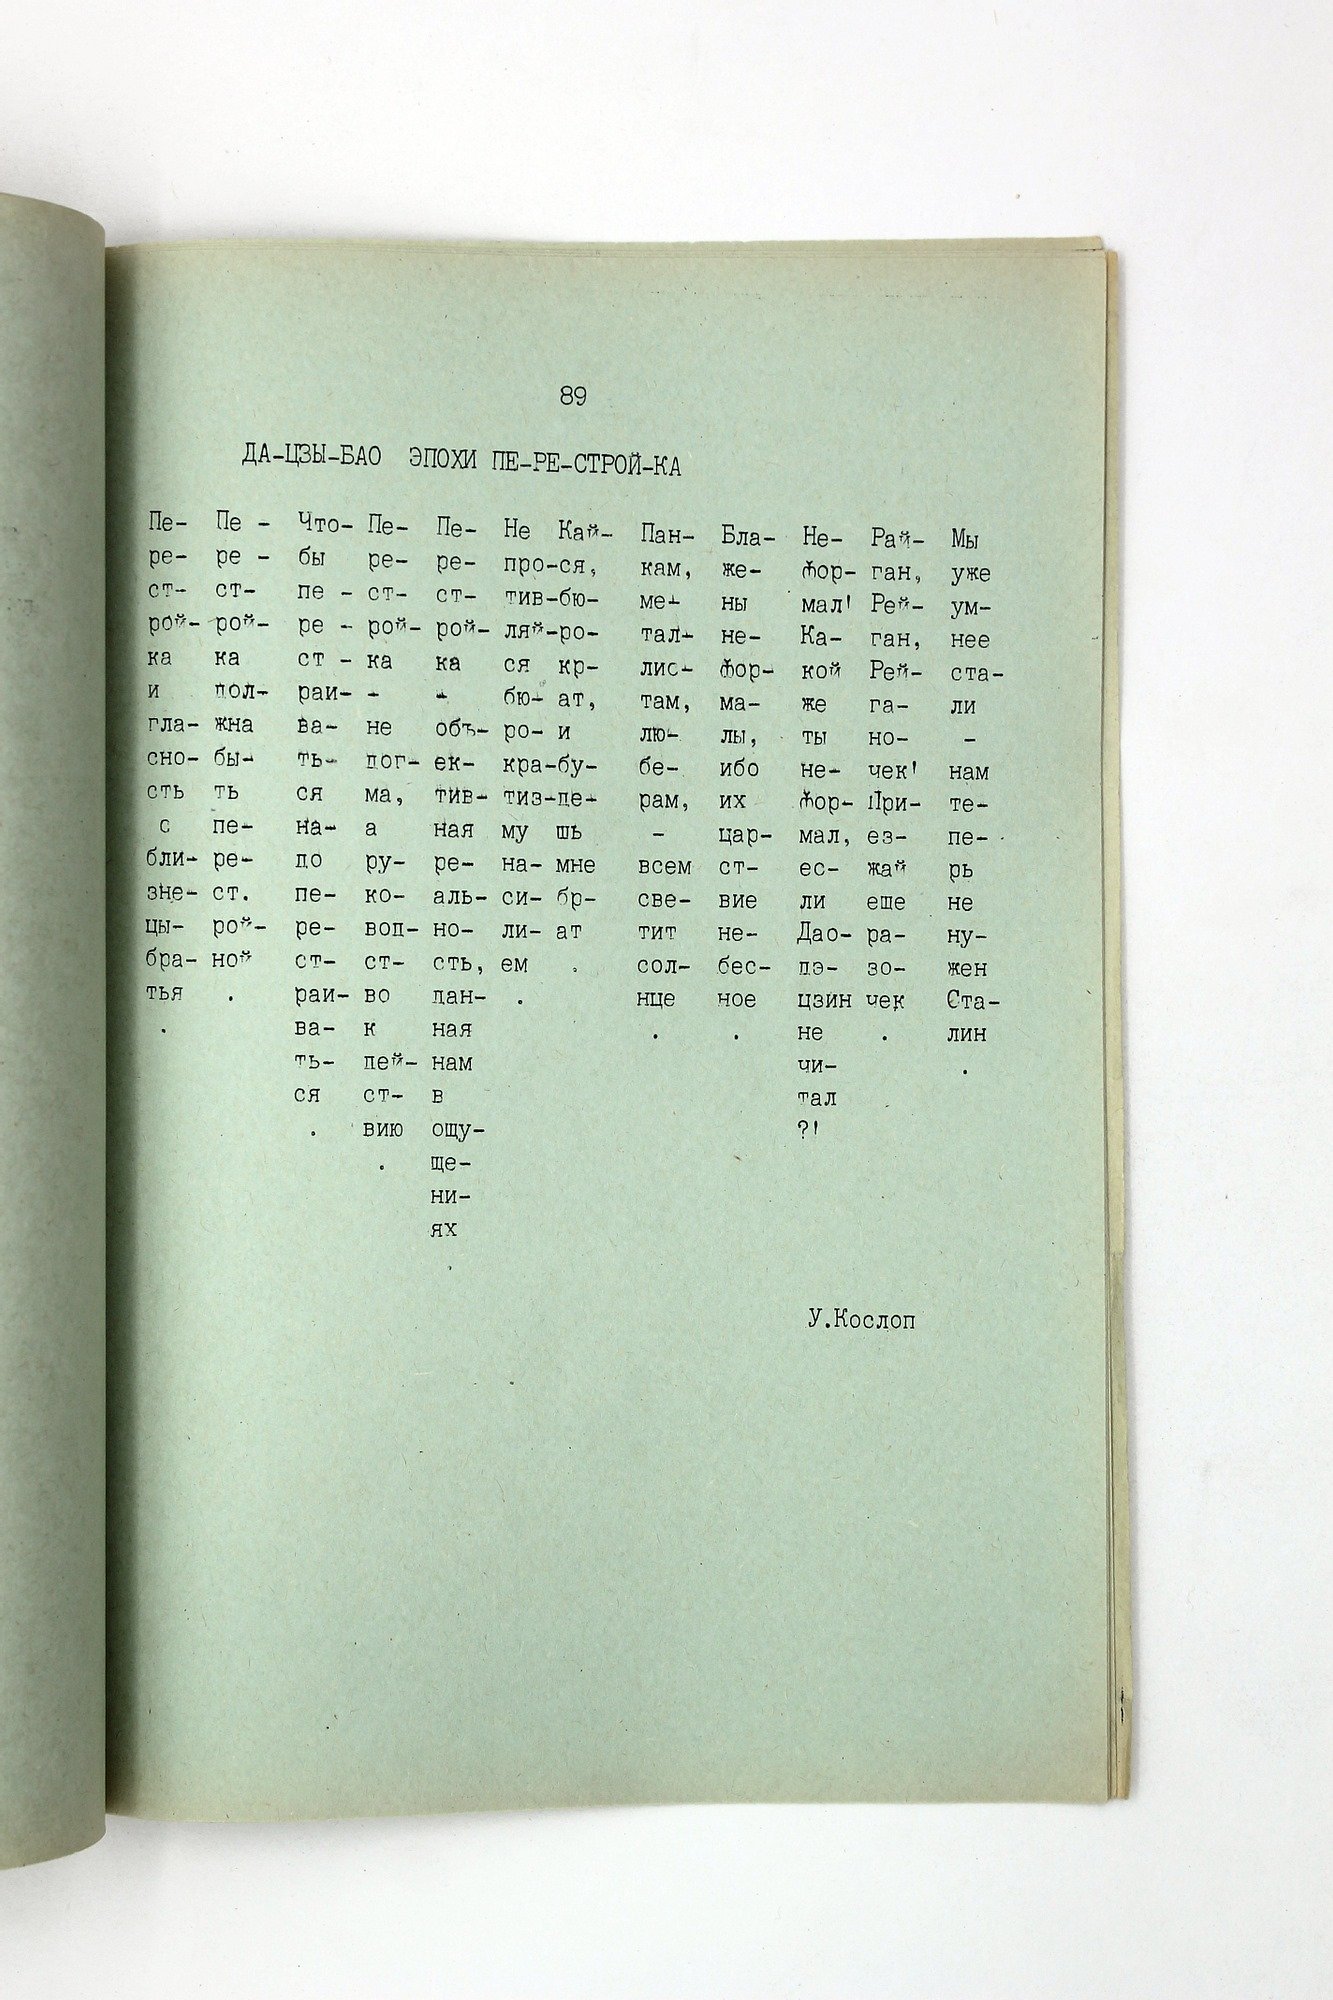 89
ДА-ЦЗЫ-БАО ЭПОХИ ПЕ-РЕ-СТРОЙ-КА
Пе- ре- ст- рой- ка и гла- сно- сть с бли- зне- цы- бра- тья .
Пе - ре - ст- рой- ка дол- жна бы- ть пе- ре- ст. рой- ной .
Что- бы пе - ре - ст - раи- ва- ть- ся на- до пе- ре- ст- раи- ва- ть- ся .
Пе- ре- ст- рой- ка - не дог- ма, а ру- ко- вод- ст- во к дей- ст- вию .
Пе- ре- ст- рой- ка - объ- ек- тив- ная ре- аль- но- сть, дан- ная нам в ощу- ще- ни- ях .
Не про- тив- ляй- ся бю- ро- кра- тиз- му на- си- ли- ем .
Кай- ся, бю- ро- кр- ат, и бу- де- шь мне бр- ат .
Пан- кам, ме- тал- лис- там, лю- бе- рам, - всем све- тит сол- нце .
Бла- же- ны не- фор- ма- лы, ибо их цар- ст- вие не- бес- ное .
Не- фор- мал! Ка- кой же ты не- фор- мал, ес- ли Дао- дэ- цзин не чи- тал ?!
Рай- ган, Рей- ган, Рей- га- но- чек! При- ез- жай еше ра- зо- чек .
Мы уже ум- нее ста- ли - нам те- пе- рь не ну- жен Ста- лин .
У.Кослоп